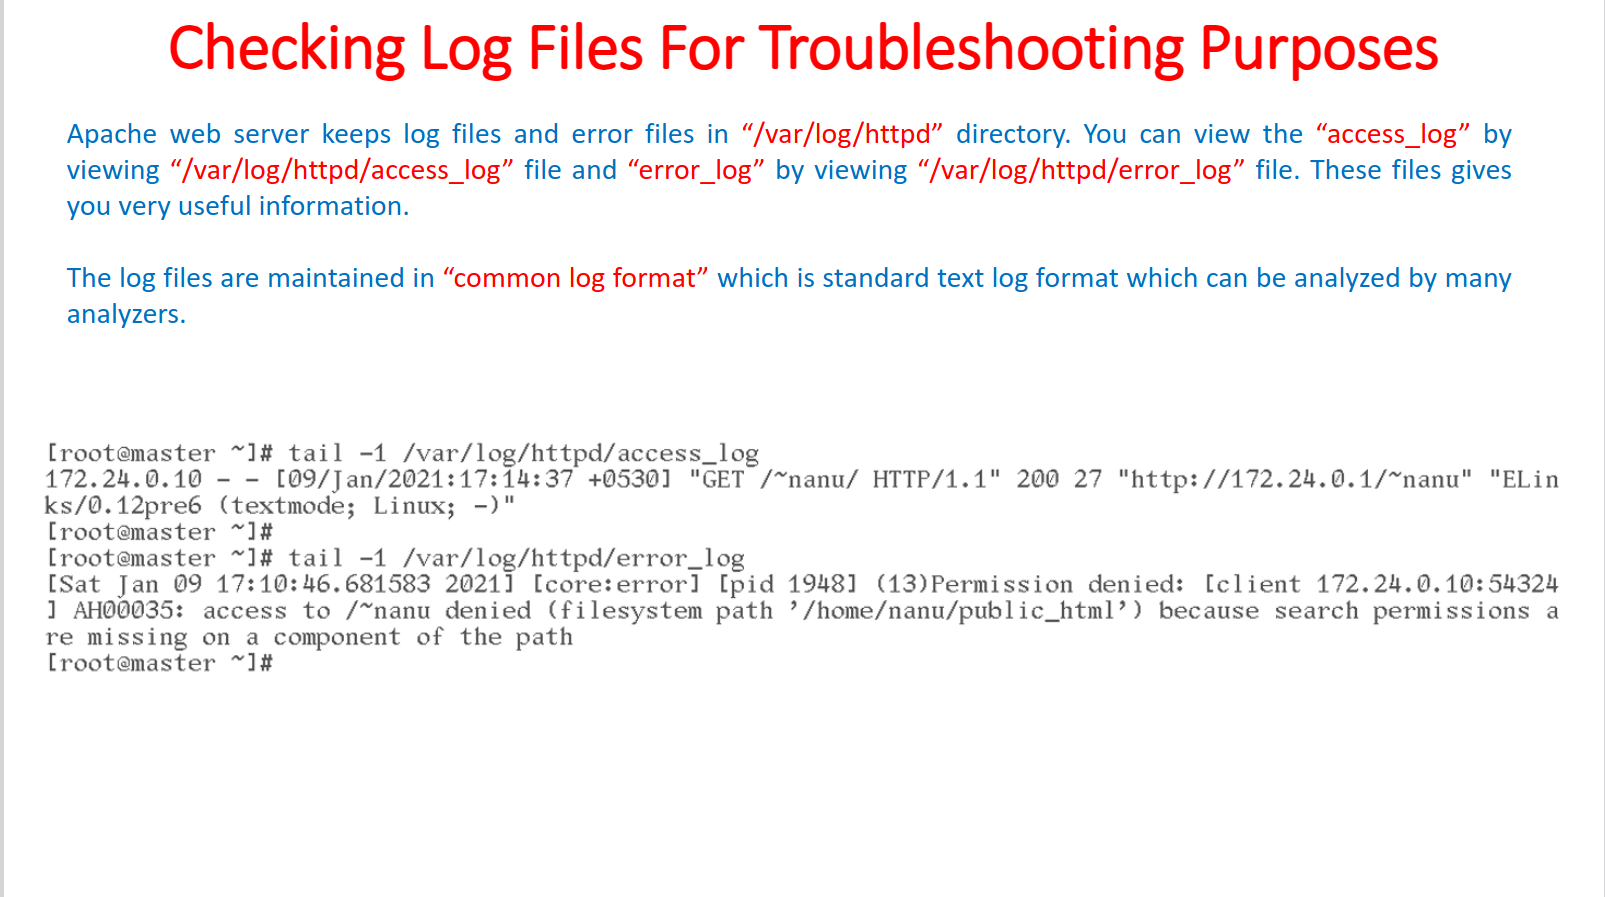 Checking Log Files For Troubleshooting Purposes
Apache web server keeps log files and error files in “/var/log/httpd” directory. You can view the “access_log” by
viewing “/var/log/httpd/access_log” file and “error_log” by viewing “/var/log/httpd/error_log” file. These files gives
you very useful information.
The log files are maintained in “common log format” which is standard text log format which can be analyzed by many
analyzers.
[root@master ~]# tail -1 /var/log/httpd/access_log
172.24.0.10 - - [09/Jan/2021:17:14:37 +0530] "GET /~nanu/ HTTP/1.1" 200 27 "http://172.24.0.1/~nanu" "ELin
ks/0.12pre6 (textmode; Linux; -)"
[root@master ~]#
[root@master ~]# tail -1 /var/log/httpd/error_log
[Sat Jan 09 17:10:46.681583 2021] [core:error] [pid 1948] (13)Permission denied: [client 172.24.0.10:54324
] AH00035: access to /~nanu denied (filesystem path '/home/nanu/public_html') because search permissions a
re missing on a component of the path
[root@master ~]#